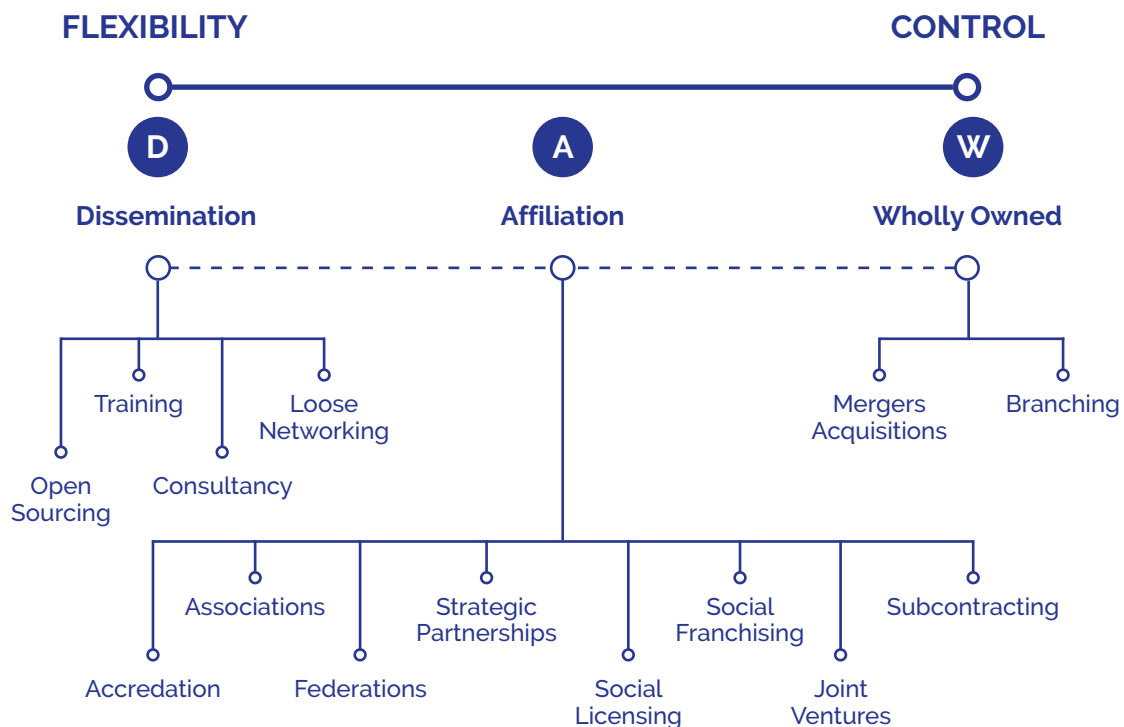 FLEXIBILITY
CONTROL
D
A
W
Dissemination
Affiliation
Wholly Owned
Training
Loose
Networking
Mergers
Acquisitions
Branching
Open
Sourcing
Consultancy
Associations
Strategic
Partnerships
Social
Franchising
Subcontracting
Accredation
Federations
Social
Licensing
Joint
Ventures